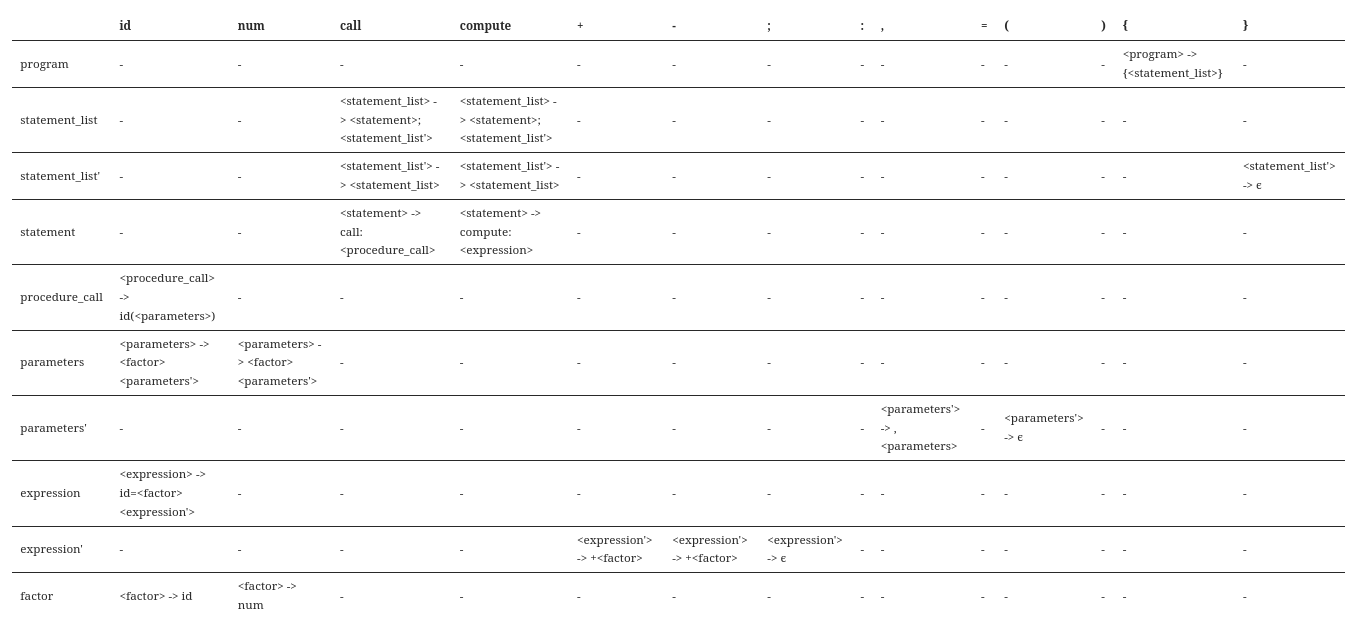 id num call compute + - ; : , = ( ) { }
program - - - - - - - - - - - - <program> -> {<statement_list>} -
statement_list - - <statement_list> -> <statement>; <statement_list'> <statement_list> -> <statement>; <statement_list'> - - - - - - - - - -
statement_list' - - <statement_list'> -> <statement_list> <statement_list'> -> <statement_list> - - - - - - - - - <statement_list'> -> ϵ
statement - - <statement> -> call: <procedure_call> <statement> -> compute: <expression> - - - - - - - - - -
procedure_call <procedure_call> -> id(<parameters>) - - - - - - - - - - - - -
parameters <parameters> -> <factor> <parameters'> <parameters> -> <factor> <parameters'> - - - - - - - - - - - -
parameters' - - - - - - - - <parameters'> -> , <parameters> - <parameters'> -> ϵ - - -
expression <expression> -> id=<factor> <expression'> - - - - - - - - - - - - -
expression' - - - - <expression'> -> +<factor> <expression'> -> +<factor> <expression'> -> ϵ - - - - - - -
factor <factor> -> id <factor> -> num - - - - - - - - - - - -